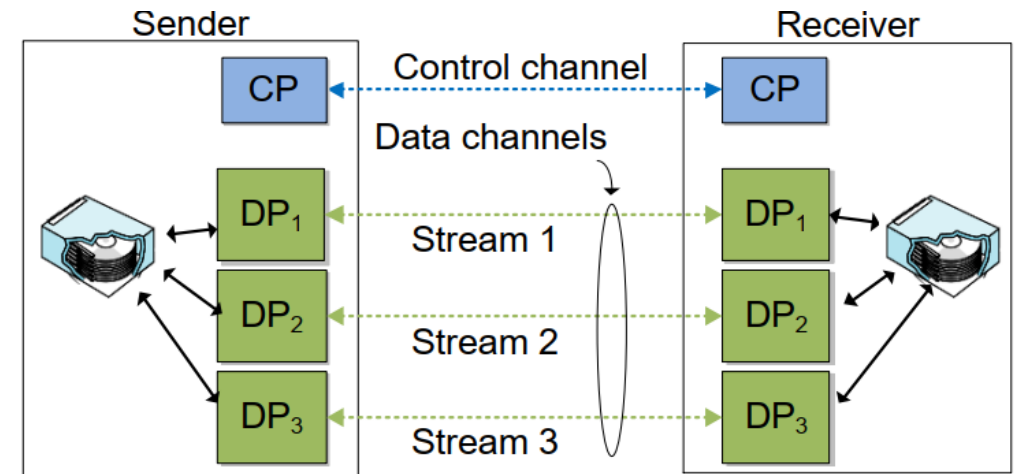 Sender
Receiver
CP
Control channel
CP
Data channels
DP₁
DP₁
Stream 1
DP₂
DP₂
Stream 2
DP₃
DP₃
Stream 3